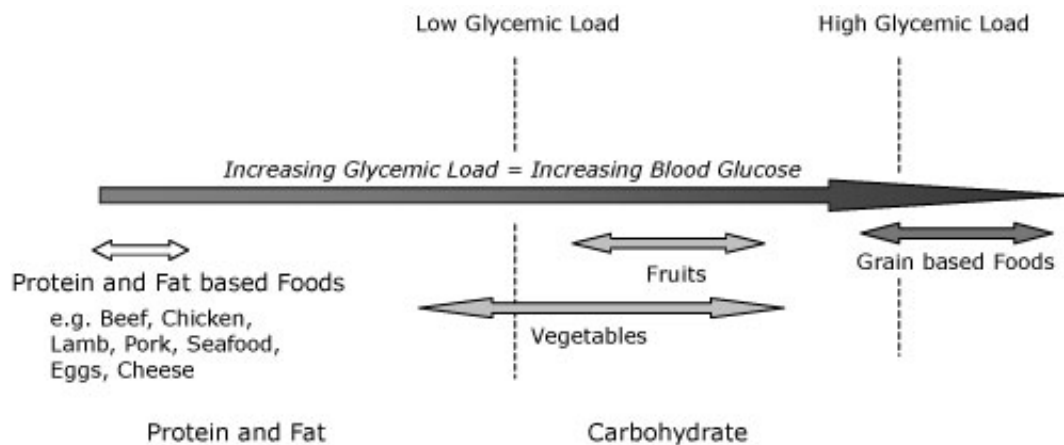 Low Glycemic Load
High Glycemic Load
Increasing Glycemic Load = Increasing Blood Glucose
Protein and Fat based Foods
e.g. Beef, Chicken,
Lamb, Pork, Seafood,
Eggs, Cheese
Fruits
Grain based Foods
Vegetables
Protein and Fat
Carbohydrate